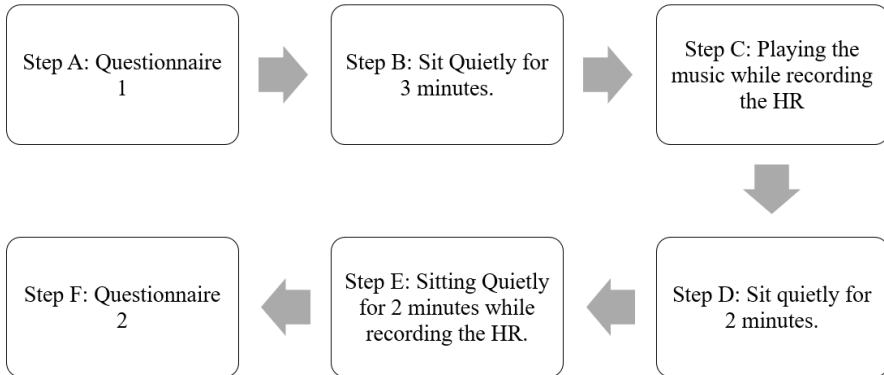 Step A: Questionnaire
1
Step B: Sit Quietly for
3 minutes.
Step C: Playing the
music while recording
the HR
Step D: Sit quietly for
2 minutes.
Step E: Sitting Quietly
for 2 minutes while
recording the HR.
Step F: Questionnaire
2